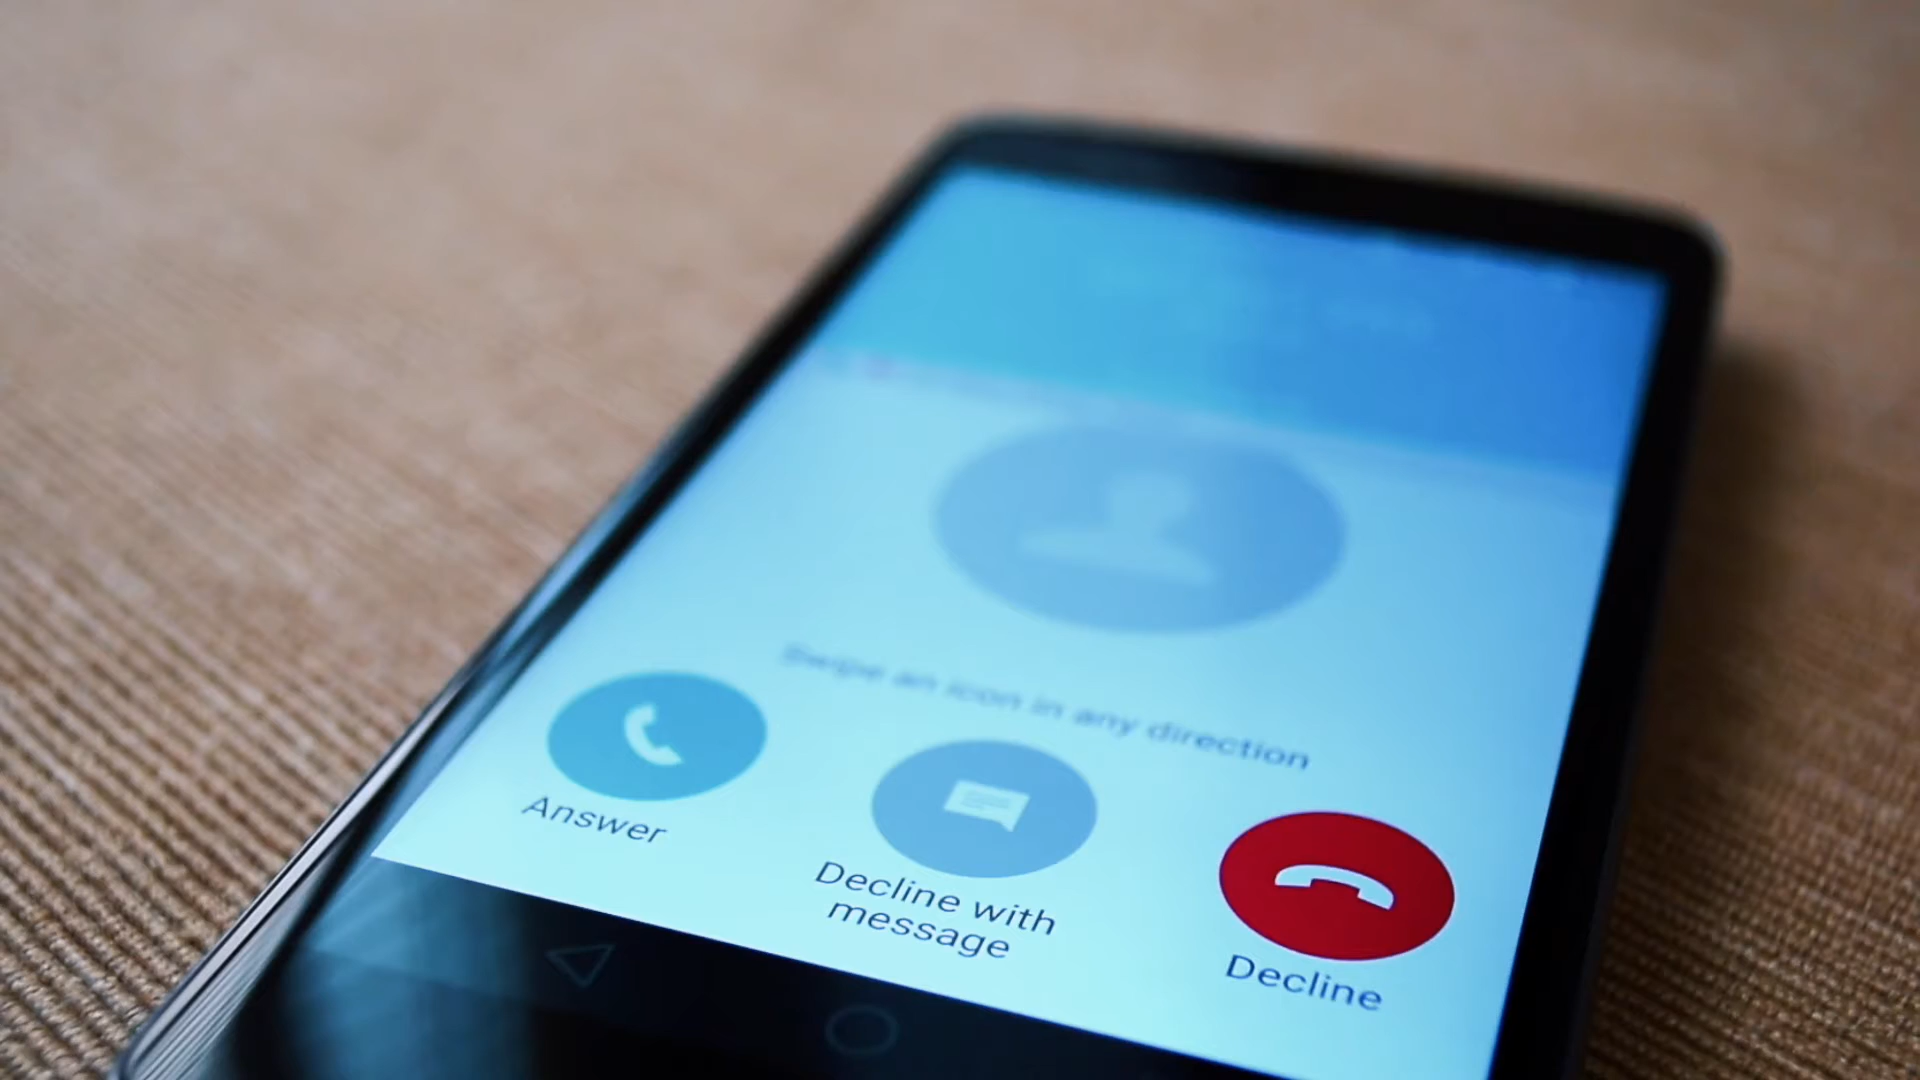 Swipe an icon in any direction
Answer
Decline with
message
Decline